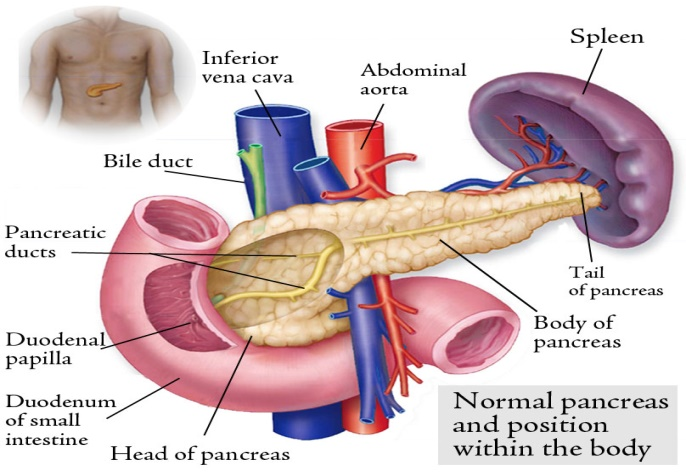 Spleen
Inferior
vena cava
Abdominal
aorta
Bile duct
Pancreatic
ducts
Tail
of pancreas
Body of
pancreas
Duodenal
papilla
Duodenum
of small
intestine
Head of pancreas
Normal pancreas
and position
within the body